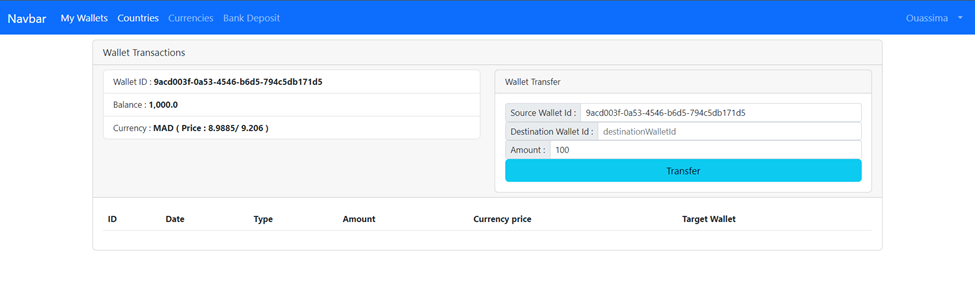 Navbar My Wallets Countries Currencies Bank Deposit Ouassima
Wallet Transactions
Wallet ID : 9acd003f-0a53-4546-b6d5-794c5db171d5
Balance : 1,000.0
Currency : MAD ( Price : 8.9885/ 9.206 )
Wallet Transfer
Source Wallet Id : 9acd003f-0a53-4546-b6d5-794c5db171d5
Destination Wallet Id : destinationWalletId
Amount : 100
Transfer
ID Date Type Amount Currency price Target Wallet